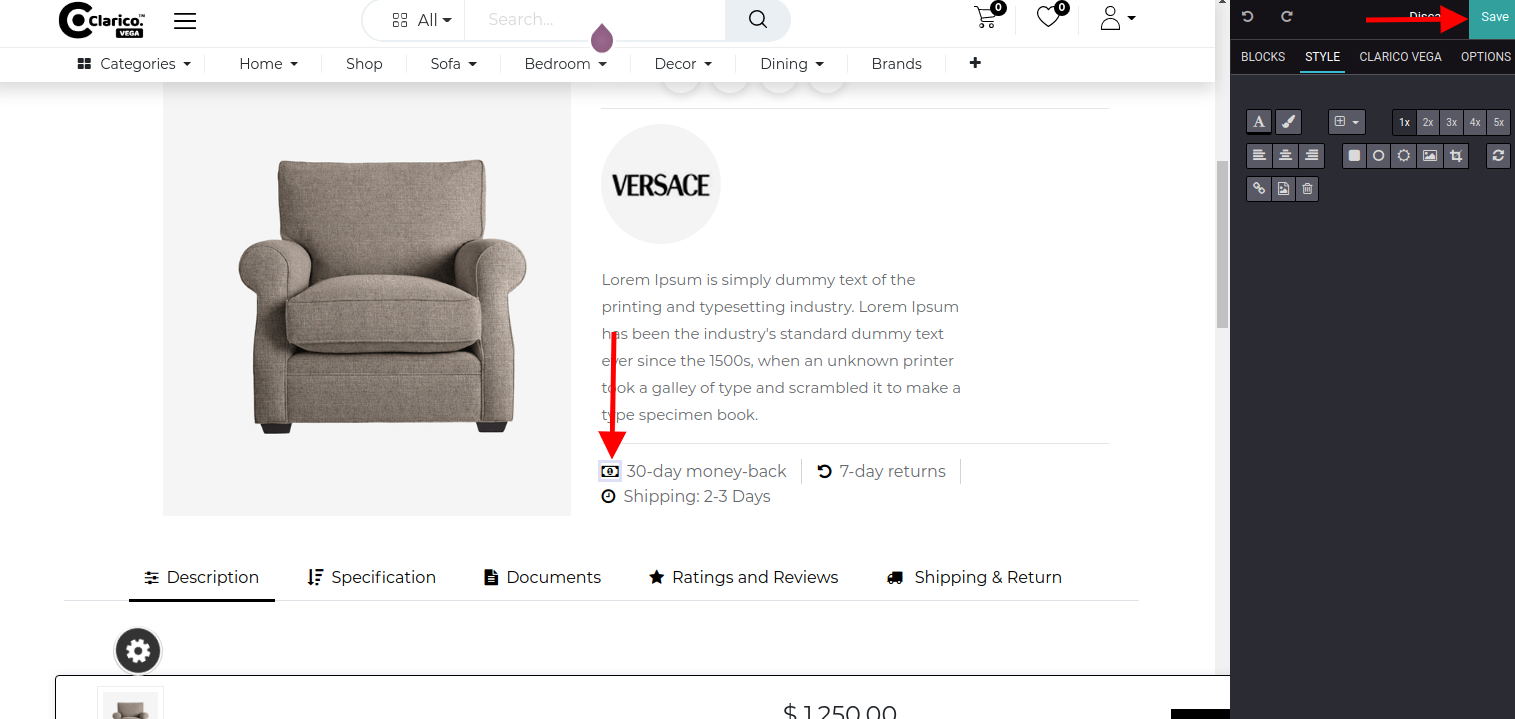 Clarico.™
VEGA
All
Search...
0
0
Save
Categories
Home
Shop
Sofa
Bedroom
Decor
Dining
Brands
BLOCKS
STYLE
CLARICO VEGA
OPTIONS
A
1x
2x
3x
4x
5x
VERSACE
Lorem Ipsum is simply dummy text of the
printing and typesetting industry. Lorem Ipsum
has been the industry's standard dummy text
ever since the 1500s, when an unknown printer
took a galley of type and scrambled it to make a
type specimen book.
30-day money-back
7-day returns
Shipping: 2-3 Days
Description
Specification
Documents
Ratings and Reviews
Shipping & Return
$ 1,250.00